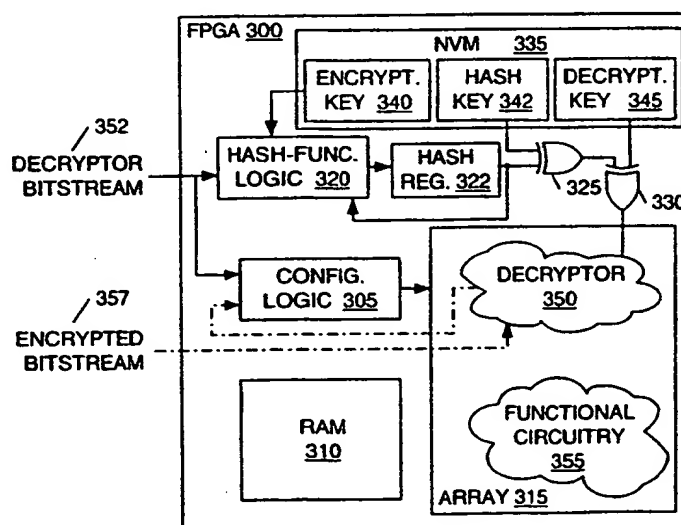 FPGA 300
NVM 335
ENCRYPT.
KEY 340
HASH
KEY 342
DECRYPT.
KEY 345
352
DECRYPTOR
BITSTREAM
HASH-FUNC.
LOGIC 320
HASH
REG. 322
325
330
CONFIG.
LOGIC 305
DECRYPTOR
350
357
ENCRYPTED
BITSTREAM
RAM
310
FUNCTIONAL
CIRCUITRY
355
ARRAY 315